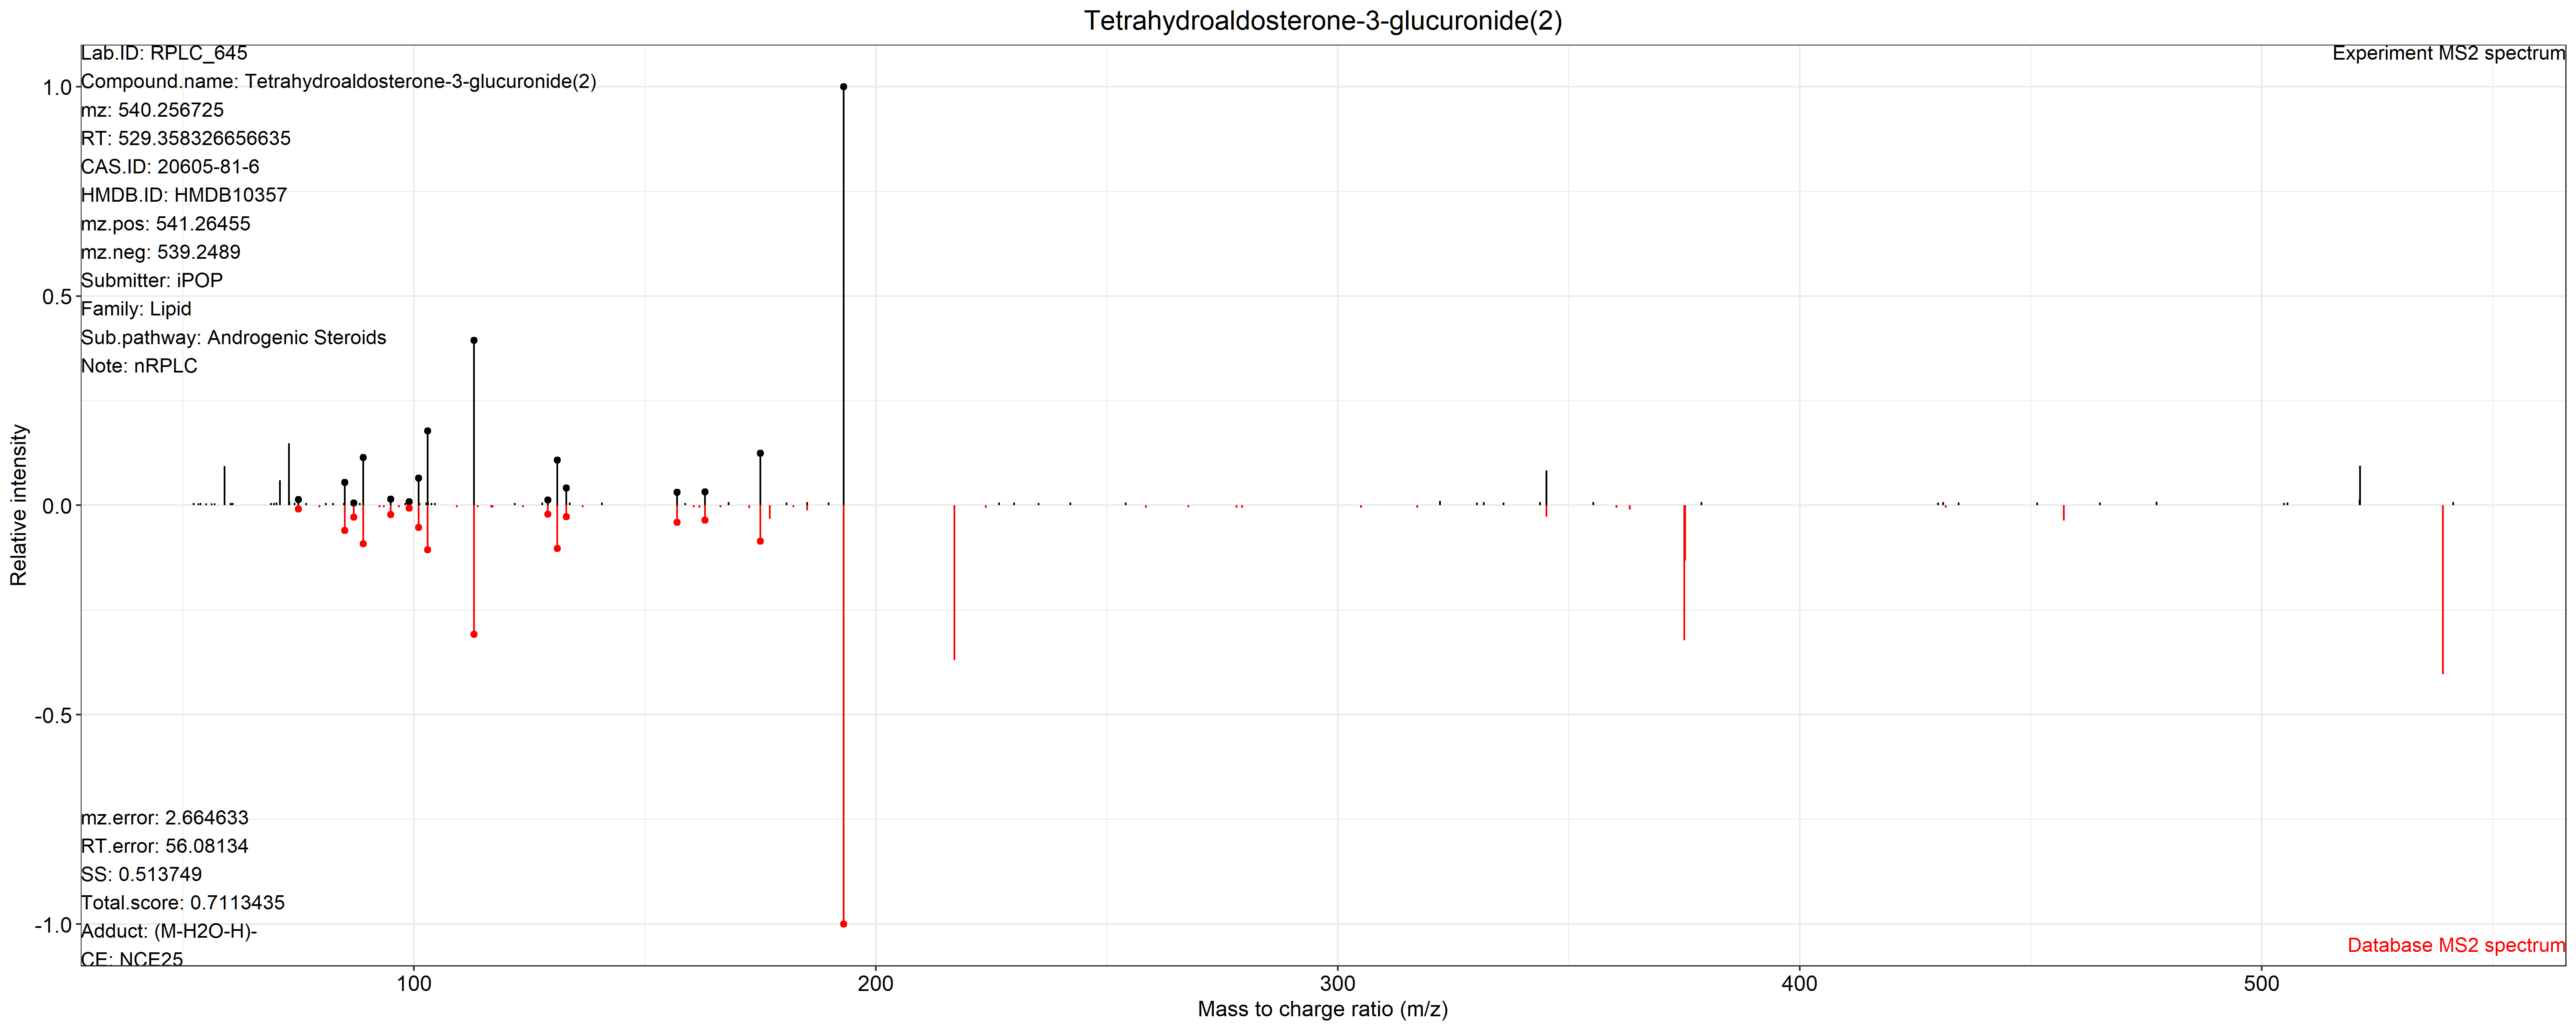 Tetrahydroaldosterone-3-glucuronide(2)
Lab.ID: RPLC_645
Experiment MS2 spectrum
Compound.name: Tetrahydroaldosterone-3-glucuronide(2)
mz: 540.256725
RT: 529.358326656635
CAS.ID: 20605-81-6
HMDB.ID: HMDB10357
mz.pos: 541.26455
mz.neg: 539.2489
Submitter: iPOP
Family: Lipid
Sub.pathway: Androgenic Steroids
Note: nRPLC
1.0
0.5
0.0
-0.5
-1.0
Relative intensity
mz.error: 2.664633
RT.error: 56.08134
SS: 0.513749
Total.score: 0.7113435
Adduct: (M-H2O-H)-
CE: NCE25
Database MS2 spectrum
100
200
300
400
500
Mass to charge ratio (m/z)